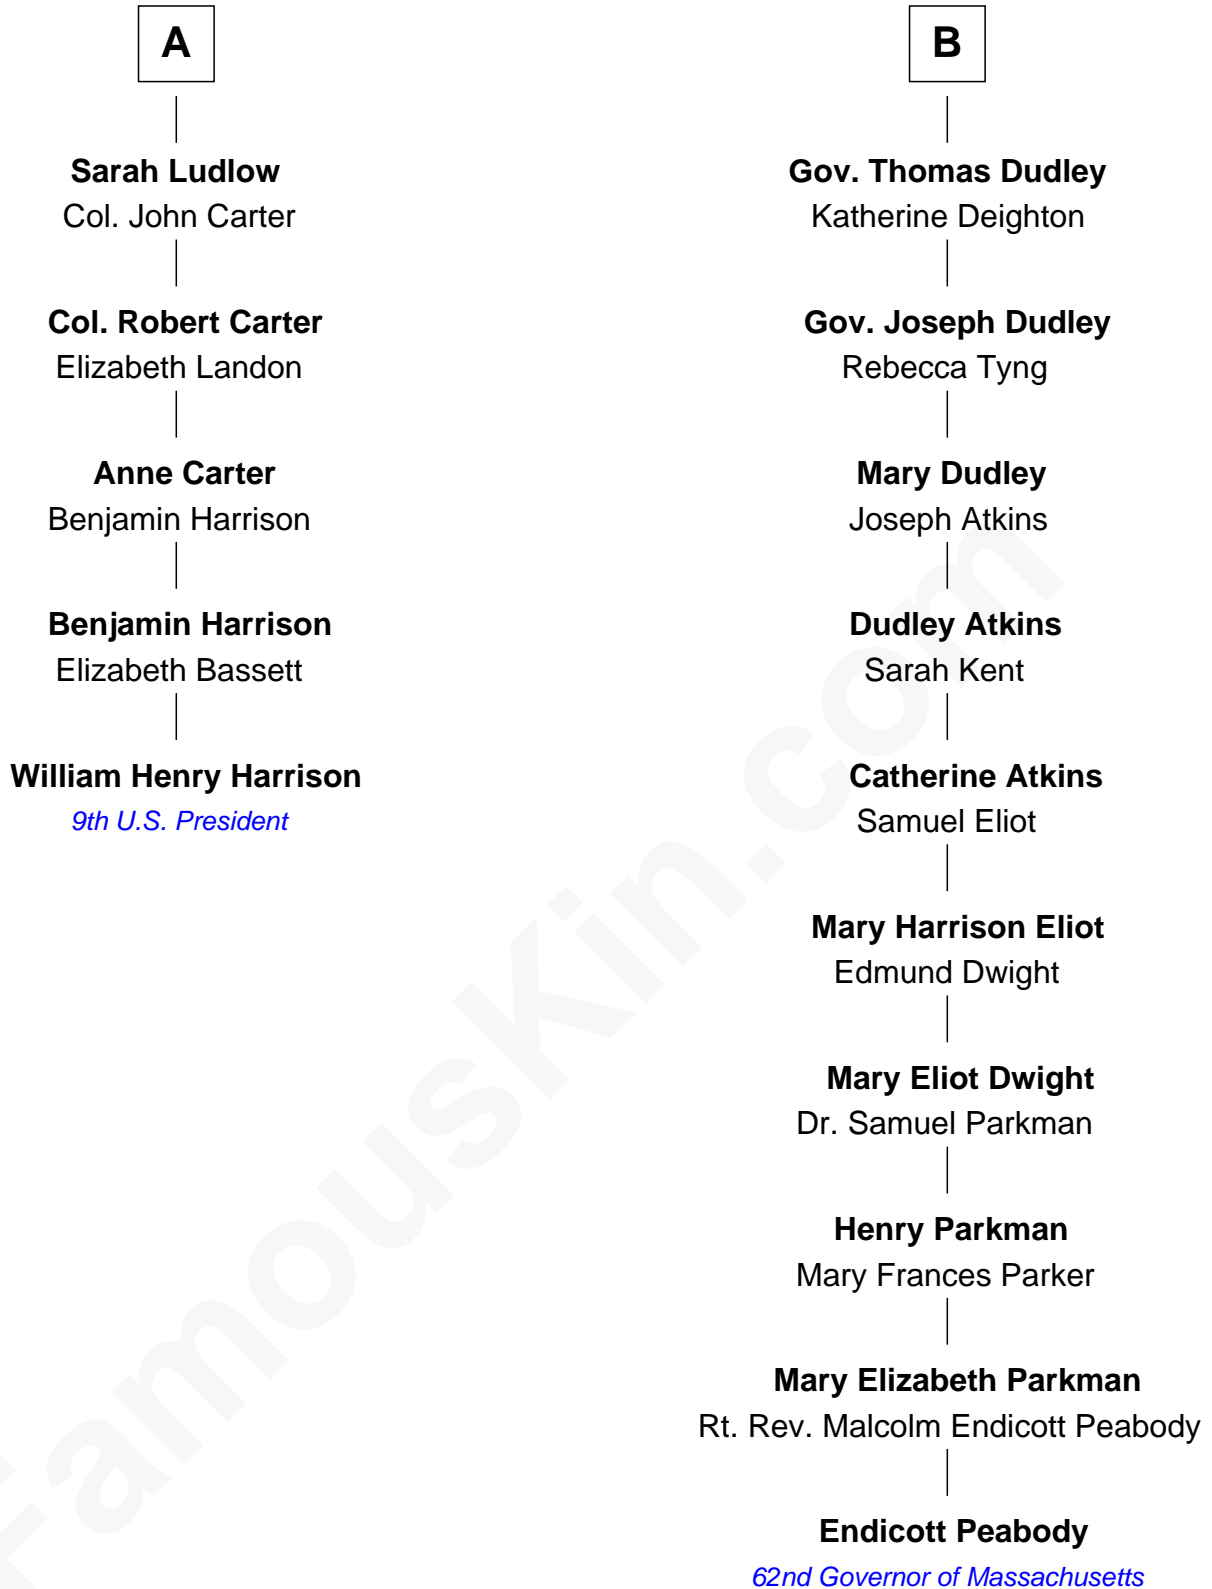 A
Sarah Ludlow
Col. John Carter
Col. Robert Carter
Elizabeth Landon
Anne Carter
Benjamin Harrison
Benjamin Harrison
Elizabeth Bassett
William Henry Harrison
9th U.S. President
B
Gov. Thomas Dudley
Katherine Deighton
Gov. Joseph Dudley
Rebecca Tyng
Mary Dudley
Joseph Atkins
Dudley Atkins
Sarah Kent
Catherine Atkins
Samuel Eliot
Mary Harrison Eliot
Edmund Dwight
Mary Eliot Dwight
Dr. Samuel Parkman
Henry Parkman
Mary Frances Parker
Mary Elizabeth Parkman
Rt. Rev. Malcolm Endicott Peabody
Endicott Peabody
62nd Governor of Massachusetts
FamousKin.com